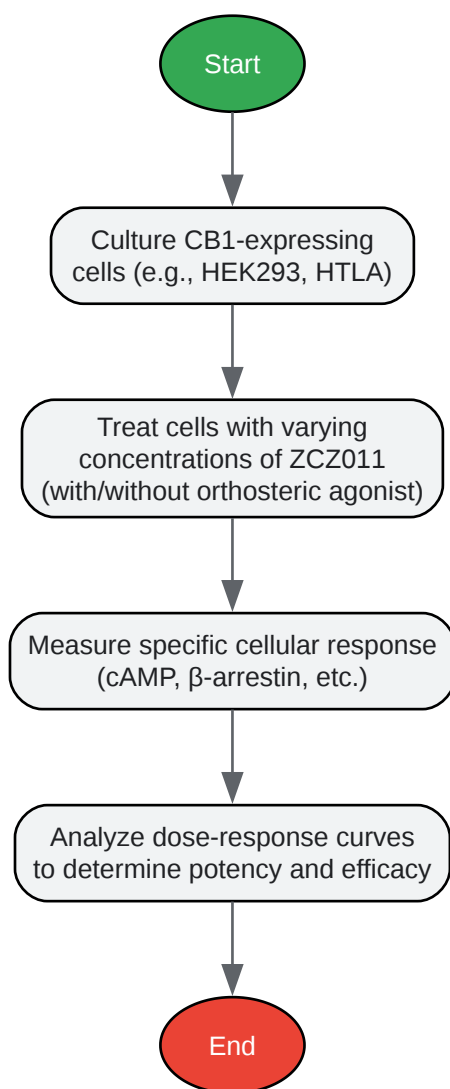 Start
Culture CB1-expressing
cells (e.g., HEK293, HTLA)
Treat cells with varying
concentrations of ZCZ011
(with/without orthosteric agonist)
Measure specific cellular response
(cAMP, β-arrestin, etc.)
Analyze dose-response curves
to determine potency and efficacy
End